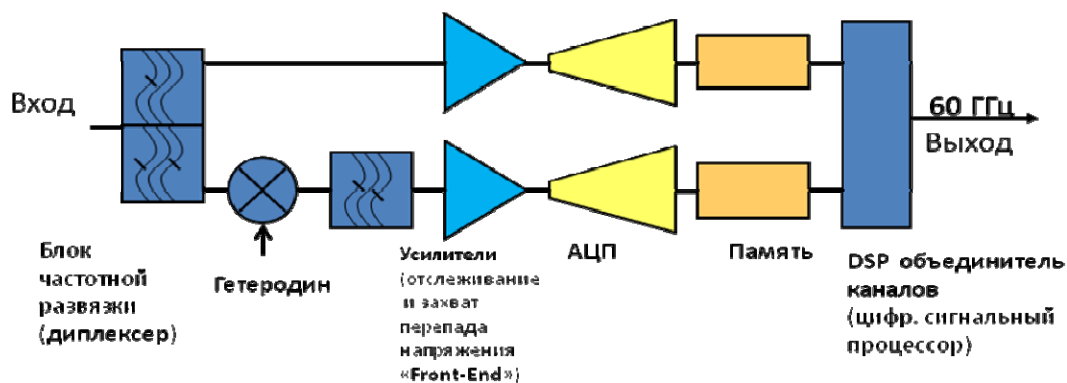 Вход
60 ГГц
Выход
Блок
частотной
развязки
(диплексер)
Гетеродин
Усилители
(отслеживание
и захват
перепада
напряжения
«Front-End»)
АЦП
Память
DSP объединитель
каналов
(цифр. сигнальный
процессор)